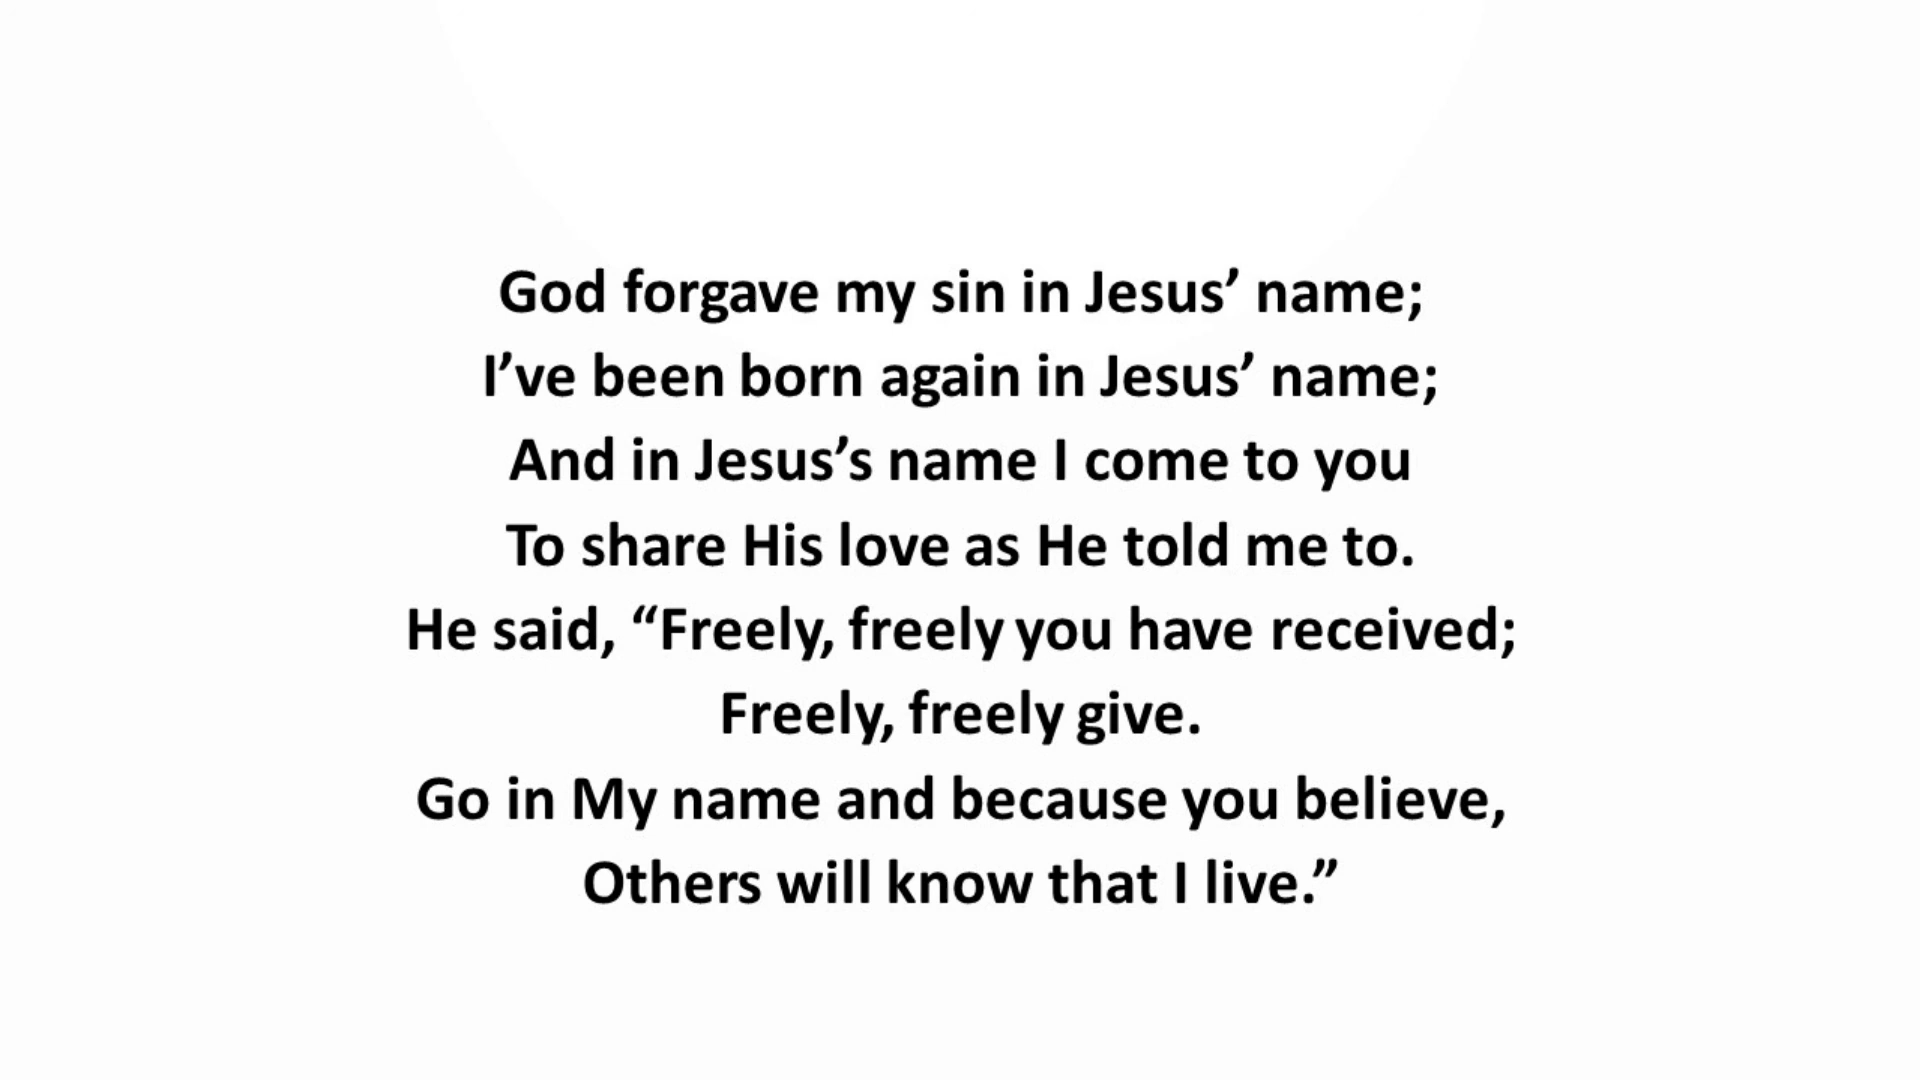 God forgave my sin in Jesus’ name;
I’ve been born again in Jesus’ name;
And in Jesus’s name I come to you
To share His love as He told me to.
He said, “Freely, freely you have received;
Freely, freely give.
Go in My name and because you believe,
Others will know that I live.”